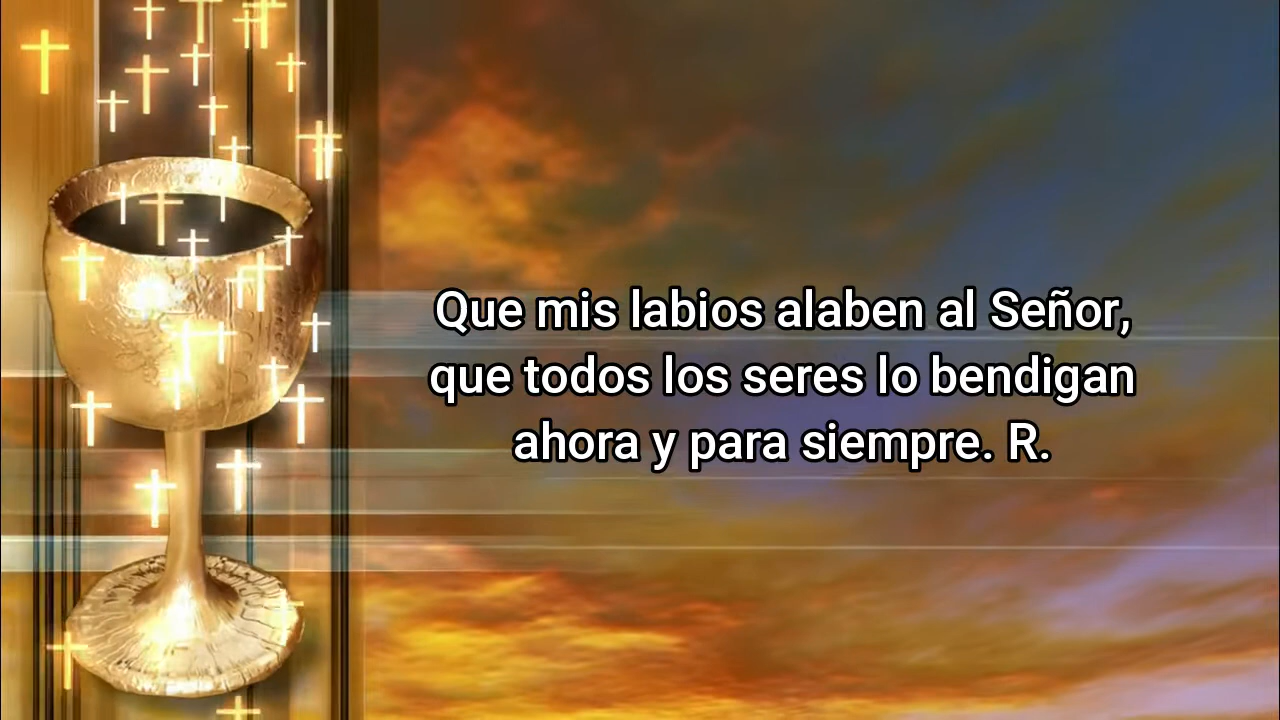 Que mis labios alaben al Señor,
que todos los seres lo bendigan
ahora y para siempre. R.